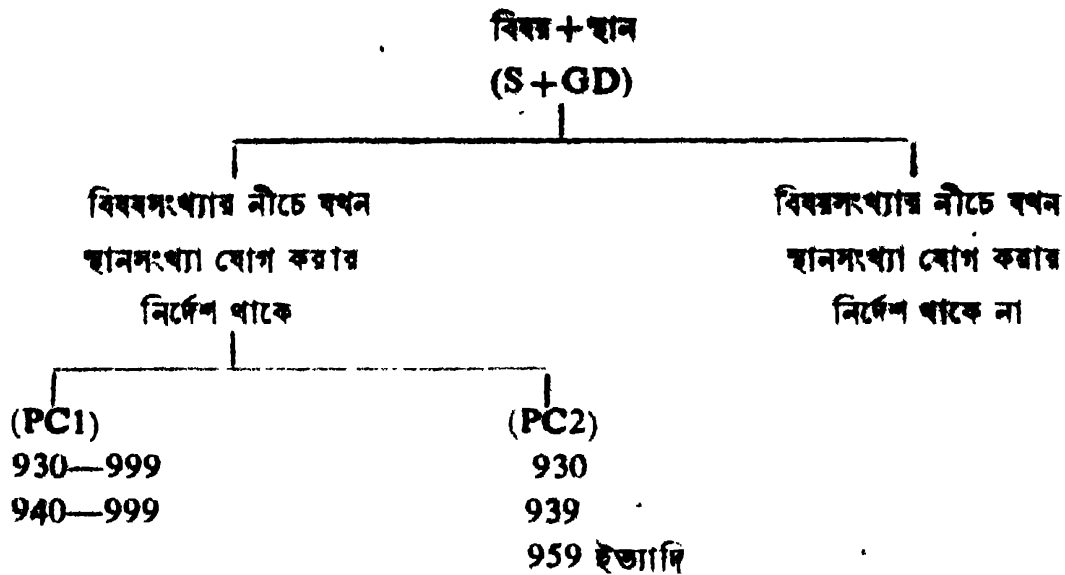 বিষয়+স্থান
(S+GD)
বিষয়সংখ্যার নীচে যখন
স্থানসংখ্যা যোগ করার
নির্দেশ থাকে
বিষয়সংখ্যার নীচে যখন
স্থানসংখ্যা যোগ করার
নির্দেশ থাকে না
(PC1)
930—999
940—999
(PC2)
930
939
959 ইত্যাদি